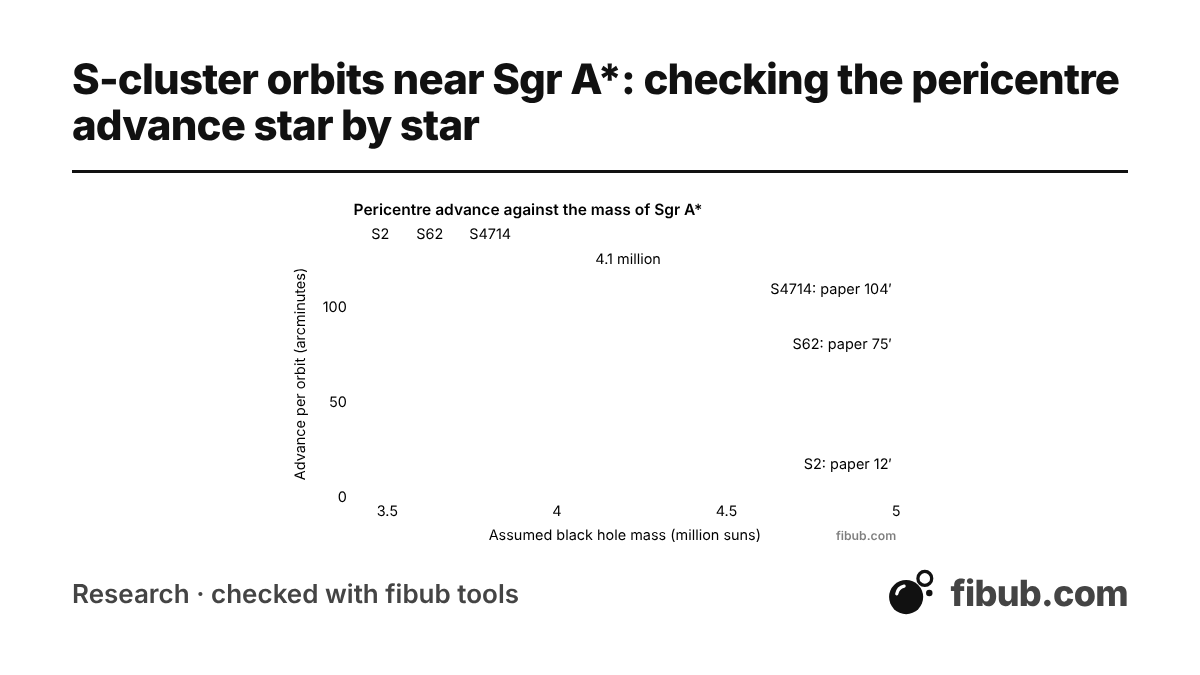 S-cluster orbits near Sgr A*: checking the pericentre
advance star by star
Pericentre advance against the mass of Sgr A*
S2 S62 S4714
4.1 million
S4714: paper 104′
S62: paper 75′
S2: paper 12′
Advance per orbit (arcminutes)
100
50
0
3.5 4 4.5 5
Assumed black hole mass (million suns)
fibub.com
Research · checked with fibub tools
fibub.com